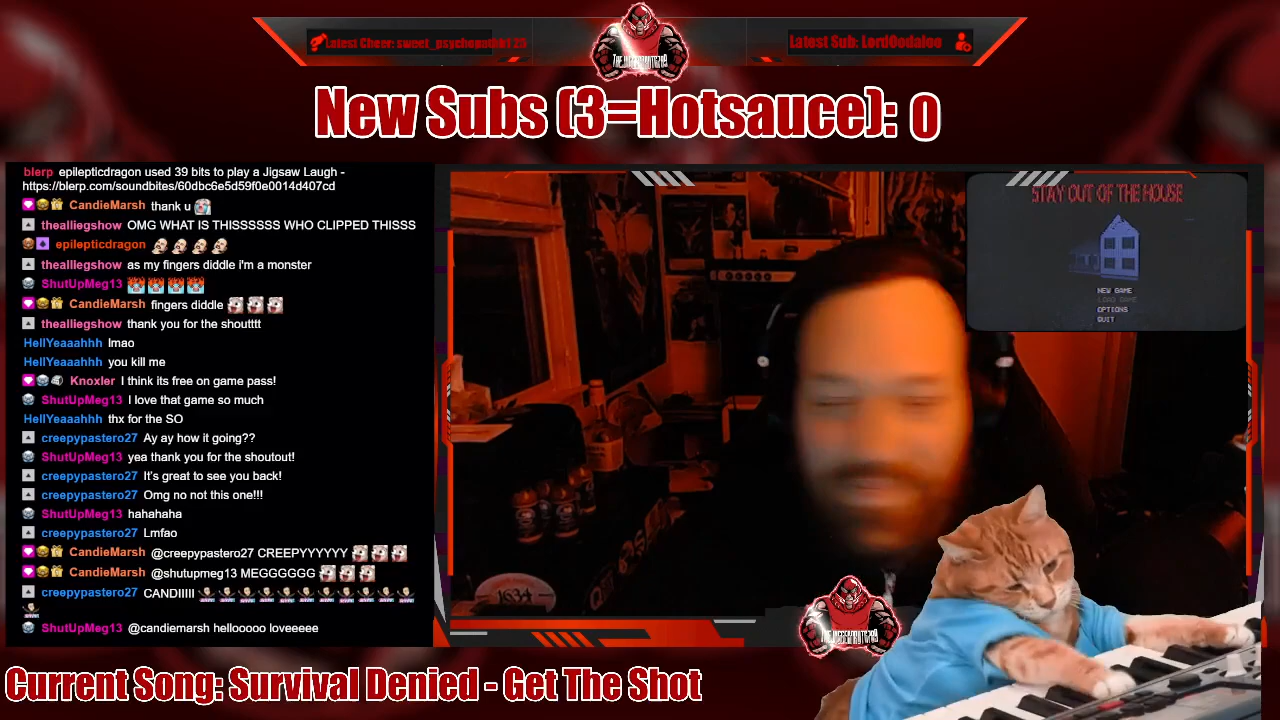 Latest Cheer: sweet_psychopathh1 25
Latest Sub: LordOodaloo
New Subs (3=Hotsauce): 0
blerp epilepticdragon used 39 bits to play a Jigsaw Laugh -
https://blerp.com/soundbites/60dbc6e5d59f0e0014d407cd
CandieMarsh thank u
thealliegshow OMG WHAT IS THISSSSSS WHO CLIPPED THISSS
epilepticdragon
thealliegshow as my fingers diddle i'm a monster
ShutUpMeg13
CandieMarsh fingers diddle
thealliegshow thank you for the shoutttt
HellYeaaahhh lmao
HellYeaaahhh you kill me
Knoxler I think its free on game pass!
ShutUpMeg13 I love that game so much
HellYeaaahhh thx for the SO
creepypastero27 Ay ay how it going??
ShutUpMeg13 yea thank you for the shoutout!
creepypastero27 It's great to see you back!
creepypastero27 Omg no not this one!!!
ShutUpMeg13 hahahaha
creepypastero27 Lmfao
CandieMarsh @creepypastero27 CREEPYYYYYY
CandieMarsh @shutupmeg13 MEGGGGGG
creepypastero27 CANDIIIII
ShutUpMeg13 @candiemarsh hellooooo loveeeee
STAY OUT OF THE HOUSE
NEW GAME
LOAD GAME
OPTIONS
QUIT
1634
Current Song: Survival Denied - Get The Shot